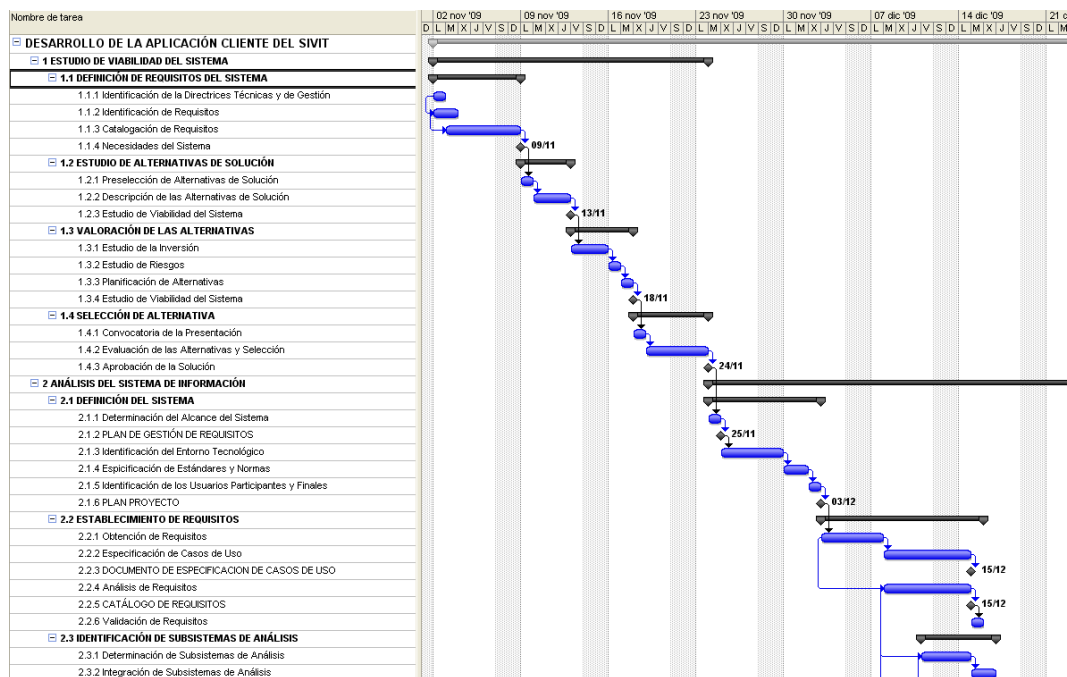 Nombre de tarea
02 nov '09 09 nov '09 16 nov '09 23 nov '09 30 nov '09 07 dic '09 14 dic '09 21 d
D L M X J V S D L M X J V S D L M X J V S D L M X J V S D L M X J V S D L M X J V S D L M X J V S D L M
DESARROLLO DE LA APLICACIÓN CLIENTE DEL SIVIT
1 ESTUDIO DE VIABILIDAD DEL SISTEMA
1.1 DEFINICIÓN DE REQUISITOS DEL SISTEMA
1.1.1 Identificación de la Directrices Técnicas y de Gestión
1.1.2 Identificación de Requisitos
1.1.3 Catalogación de Requisitos
1.1.4 Necesidades del Sistema
09/11
1.2 ESTUDIO DE ALTERNATIVAS DE SOLUCIÓN
1.2.1 Preselección de Alternativas de Solución
1.2.2 Descripción de las Alternativas de Solución
1.2.3 Estudio de Viabilidad del Sistema
13/11
1.3 VALORACIÓN DE LAS ALTERNATIVAS
1.3.1 Estudio de la Inversión
1.3.2 Estudio de Riesgos
1.3.3 Planificación de Alternativas
1.3.4 Estudio de Viabilidad del Sistema
18/11
1.4 SELECCIÓN DE ALTERNATIVA
1.4.1 Convocatoria de la Presentación
1.4.2 Evaluación de las Alternativas y Selección
1.4.3 Aprobación de la Solución
24/11
2 ANÁLISIS DEL SISTEMA DE INFORMACIÓN
2.1 DEFINICIÓN DEL SISTEMA
2.1.1 Determinación del Alcance del Sistema
2.1.2 PLAN DE GESTIÓN DE REQUISITOS
25/11
2.1.3 Identificación del Entorno Tecnológico
2.1.4 Espicificación de Estándares y Normas
2.1.5 Identificación de los Usuarios Participantes y Finales
2.1.6 PLAN PROYECTO
03/12
2.2 ESTABLECIMIENTO DE REQUISITOS
2.2.1 Obtención de Requisitos
2.2.2 Especificación de Casos de Uso
2.2.3 DOCUMENTO DE ESPECIFICACION DE CASOS DE USO
15/12
2.2.4 Análisis de Requisitos
2.2.5 CATÁLOGO DE REQUISITOS
15/12
2.2.6 Validación de Requisitos
2.3 IDENTIFICACIÓN DE SUBSISTEMAS DE ANÁLISIS
2.3.1 Determinación de Subsistemas de Análisis
2.3.2 Integración de Subsistemas de Análisis